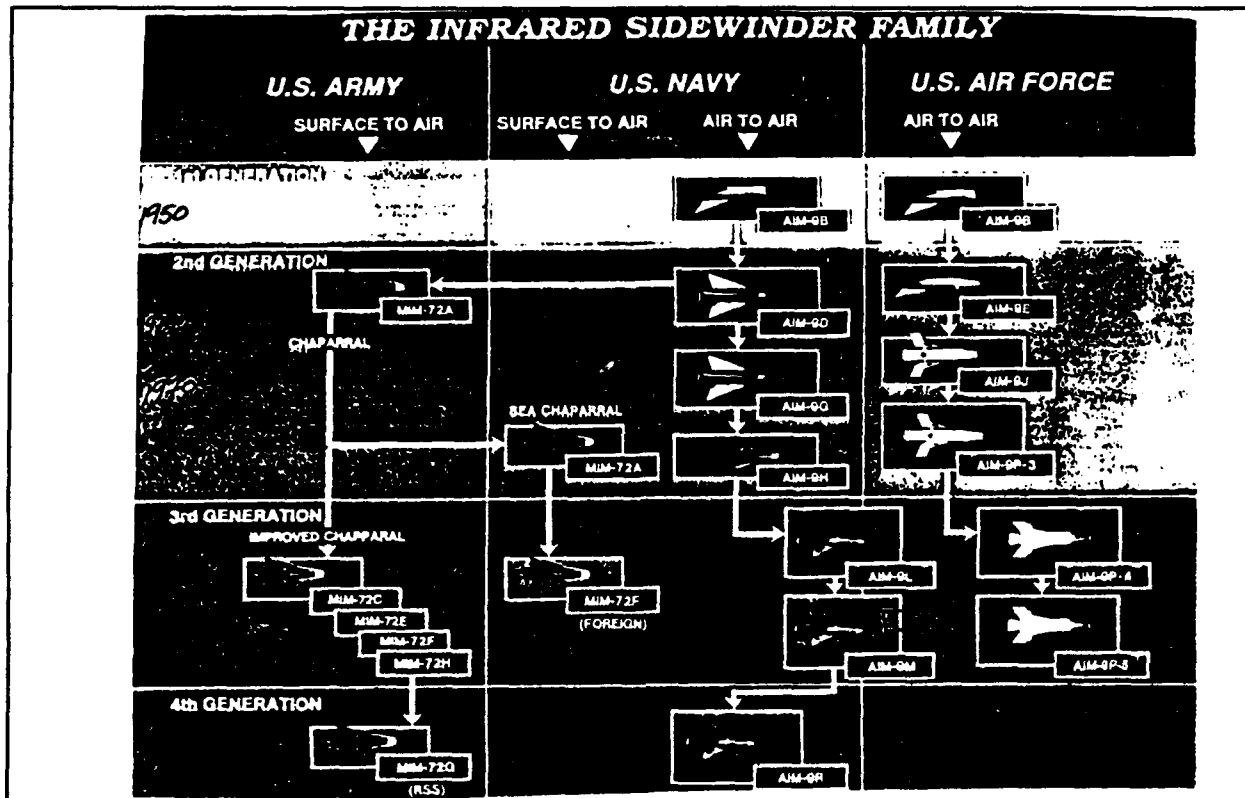 THE INFRARED SIDEWINDER FAMILY
U.S. ARMY
U.S. NAVY
U.S. AIR FORCE
SURFACE TO AIR
SURFACE TO AIR
AIR TO AIR
AIR TO AIR
1st GENERATION
1950
AIM-9B
AIM-9B
2nd GENERATION
MIM-72A
AIM-9D
AIM-9E
CHAPARRAL
AIM-9J
AIM-9G
SEA CHAPARRAL
MIM-72A
AIM-9H
AIM-9P-3
3rd GENERATION
IMPROVED CHAPPARAL
MIM-72C
MIM-72E
MIM-72F
MIM-72H
MIM-72F
(FOREIGN)
AIM-9L
AIM-9P-4
AIM-9M
AIM-9P-5
4th GENERATION
MIM-72G
(RSS)
AIM-9R